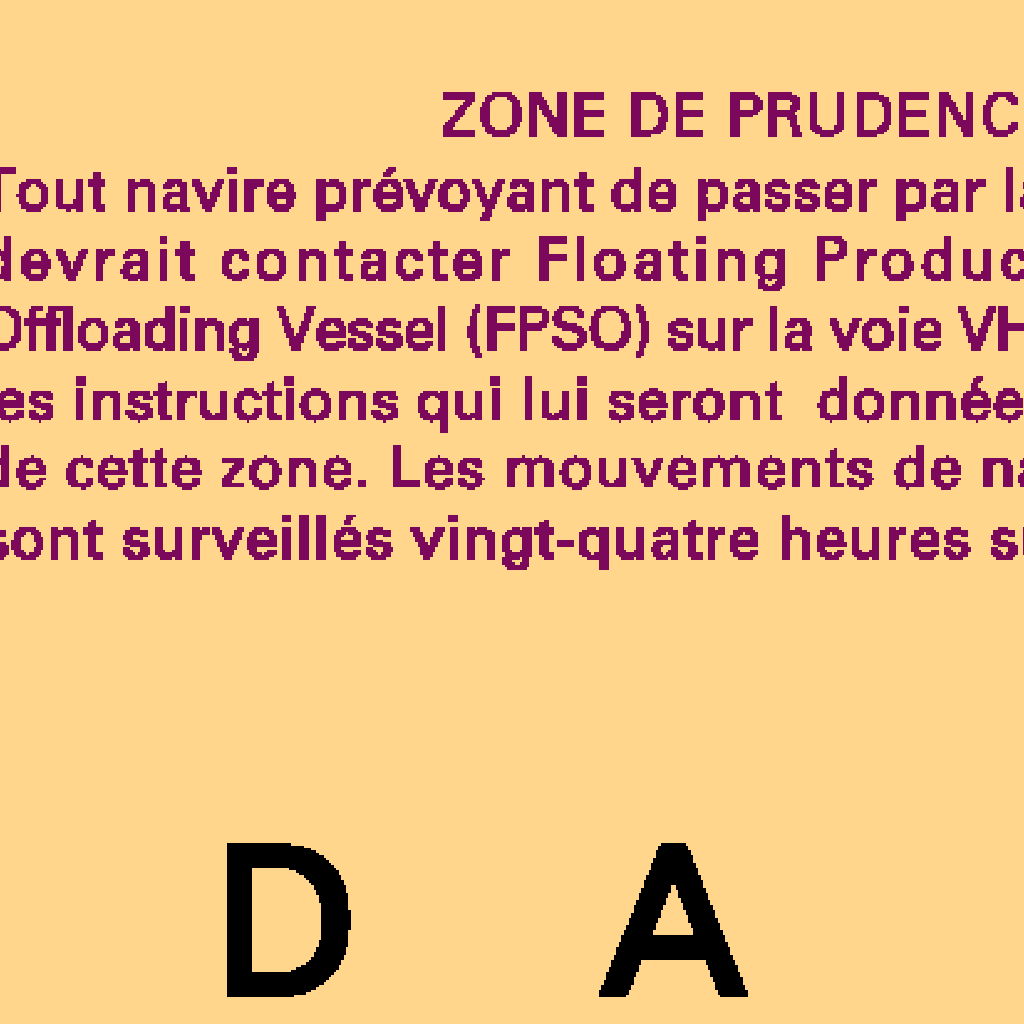 ZONE DE PRUDENC
Tout navire prévoyant de passer par la
devrait contacter Floating Produc
Offloading Vessel (FPSO) sur la voie VH
es instructions qui lui seront donnée
de cette zone. Les mouvements de na
sont surveillés vingt-quatre heures su
D A